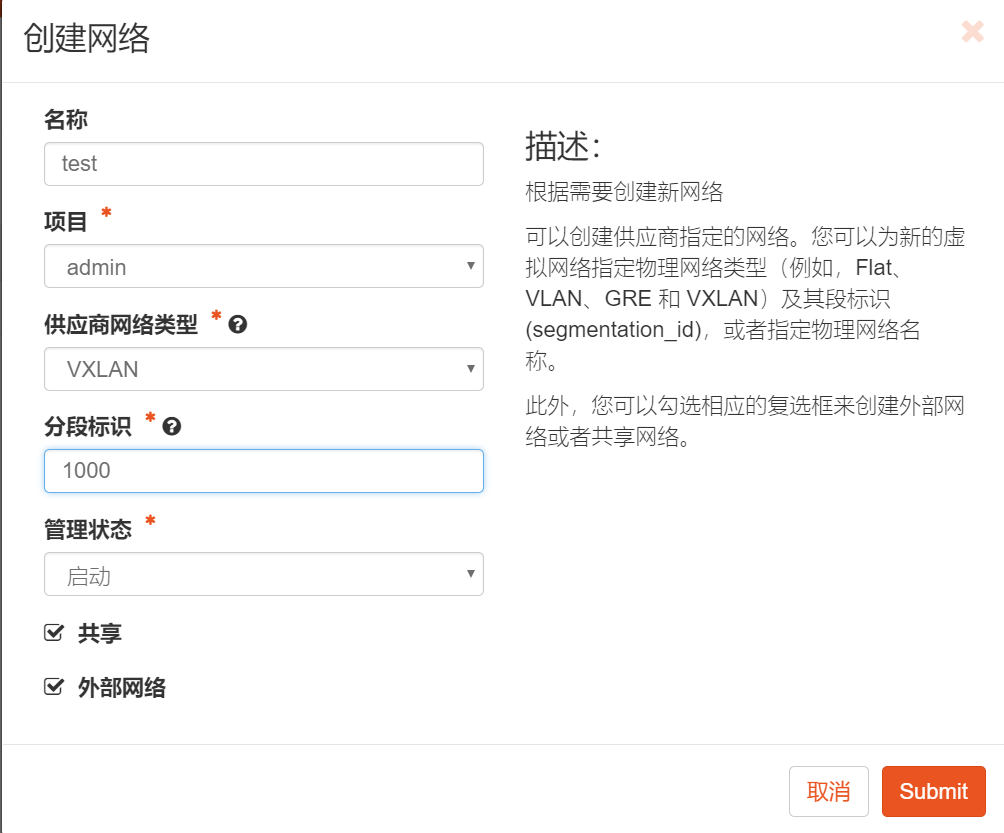 创建网络
名称
test
项目 *
admin
供应商网络类型 *
VXLAN
分段标识 *
1000
管理状态 *
启动
共享
外部网络
描述：
根据需要创建新网络
可以创建供应商指定的网络。您可以为新的虚
拟网络指定物理网络类型（例如，Flat、
VLAN、GRE 和 VXLAN）及其段标识
(segmentation_id)，或者指定物理网络名
称。
此外，您可以勾选相应的复选框来创建外部网
络或者共享网络。
取消
Submit